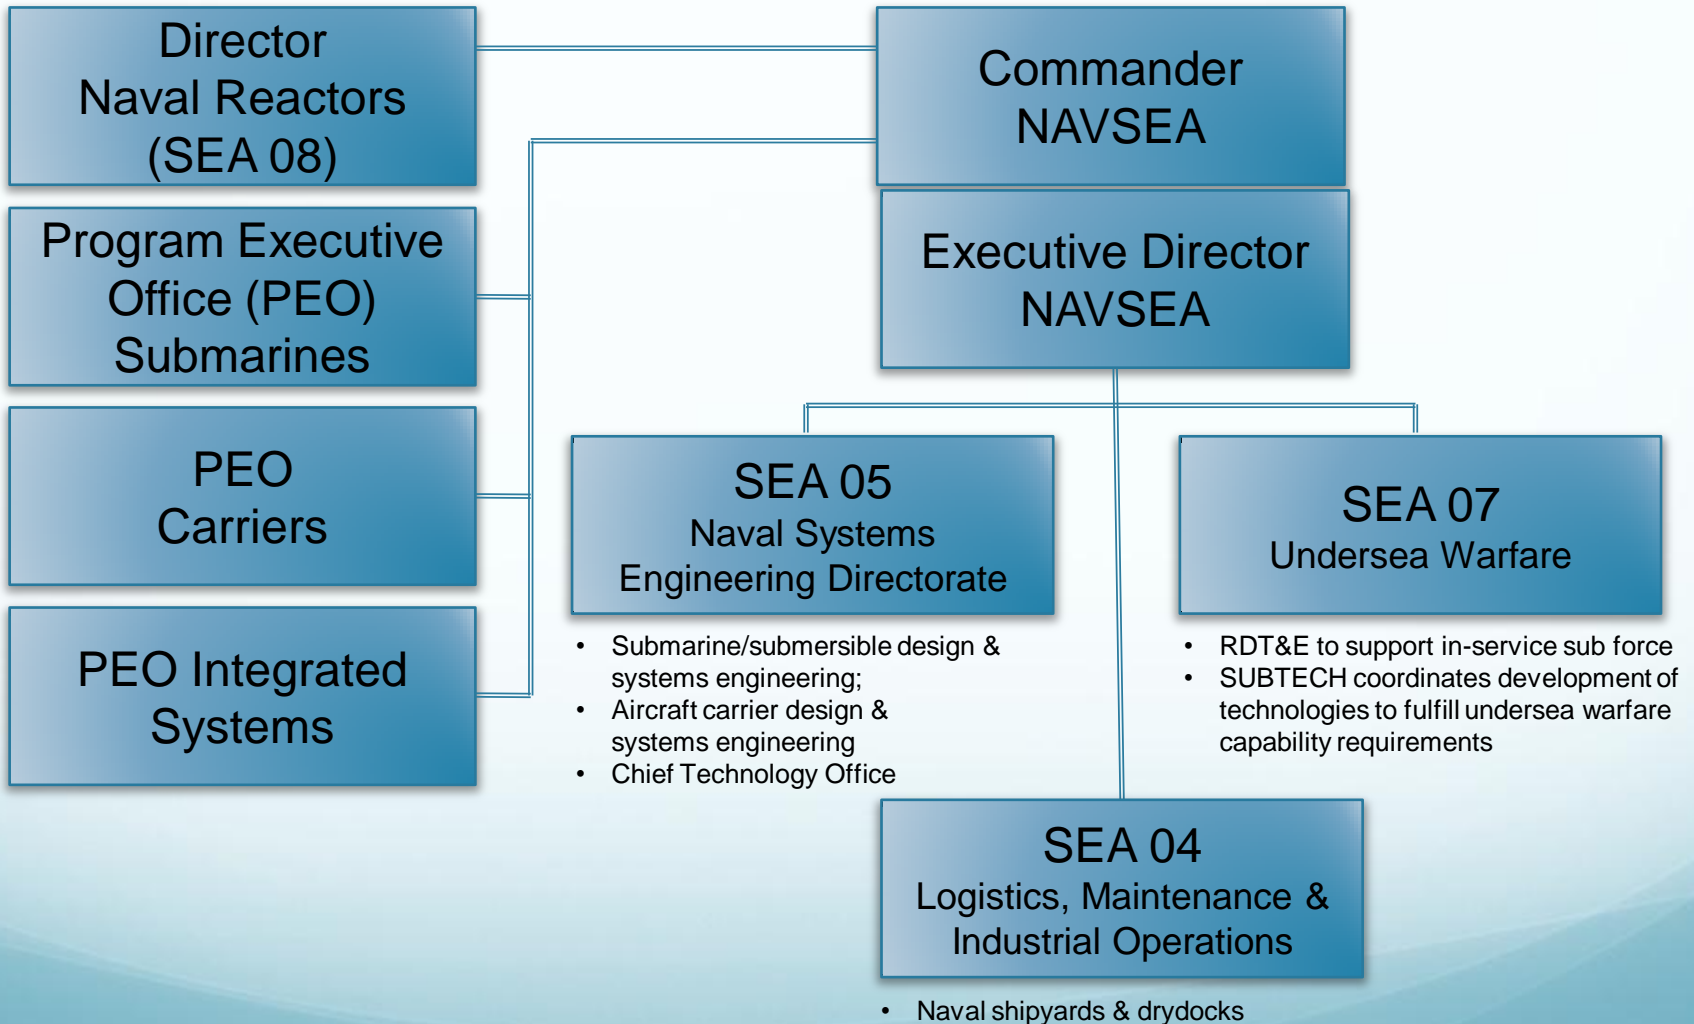 Director
Naval Reactors
(SEA 08)
Commander
NAVSEA
Program Executive
Office (PEO)
Submarines
Executive Director
NAVSEA
PEO
Carriers
SEA 05
Naval Systems
Engineering Directorate
SEA 07
Undersea Warfare
PEO Integrated
Systems
• Submarine/submersible design &
systems engineering;
• Aircraft carrier design &
systems engineering
• Chief Technology Office
• RDT&E to support in-service sub force
• SUBTECH coordinates development of
technologies to fulfill undersea warfare
capability requirements
SEA 04
Logistics, Maintenance &
Industrial Operations
• Naval shipyards & drydocks